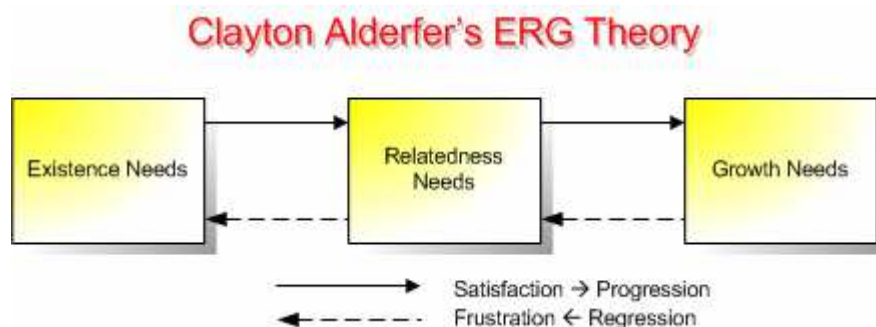 Clayton Alderfer's ERG Theory
Existence Needs
Relatedness
Needs
Growth Needs
Satisfaction → Progression
Frustration ← Regression